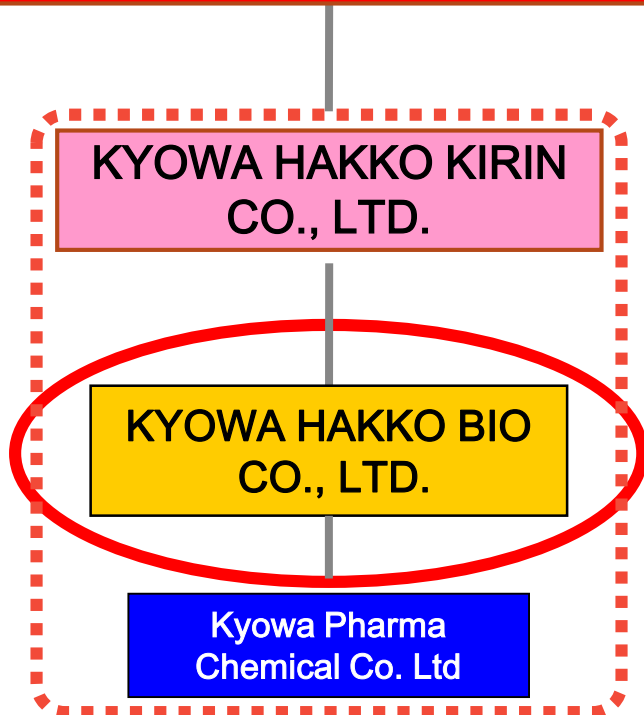 KYOWA HAKKO KIRIN
CO., LTD.
KYOWA HAKKO BIO
CO., LTD.
Kyowa Pharma
Chemical Co. Ltd